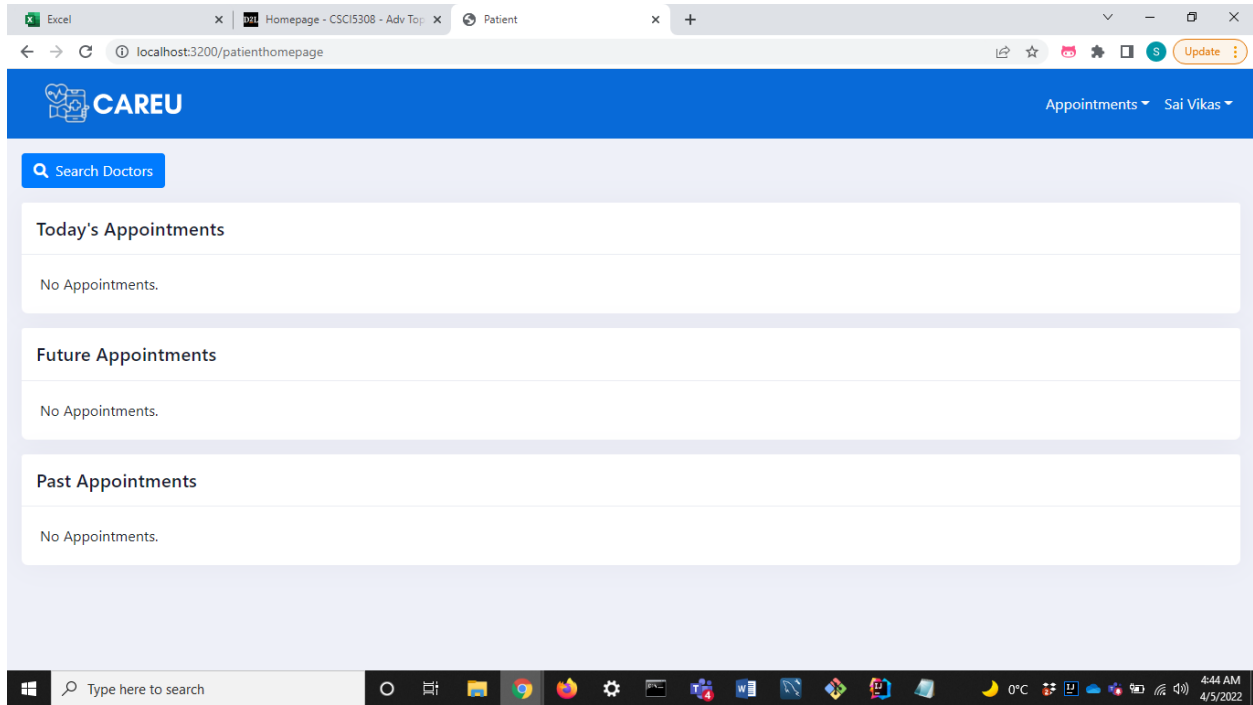 Excel
Homepage - CSCI5308 - Adv Top
Patient
localhost:3200/patienthomepage
S
Update
CAREU
Appointments
Sai Vikas
Search Doctors
Today's Appointments
No Appointments.
Future Appointments
No Appointments.
Past Appointments
No Appointments.
Type here to search
0°C
4:44 AM
4/5/2022